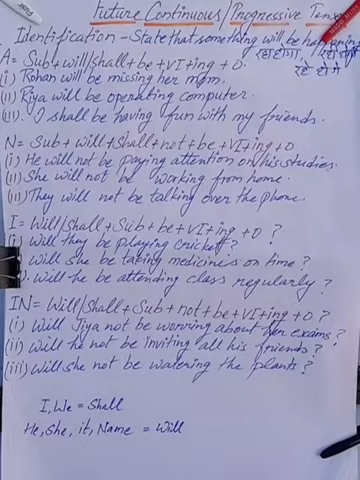 Future Continuous/Progressive Tense
Identification - State that something will be happening
रहा होगा, रही होगी
रहे होंगे
A = Sub + will/shall + be + VI + ing + O.
(i) Rohan will be missing her mom.
(ii) Riya will be operating computer.
(iii). I shall be having fun with my friends.
N = Sub + will + shall + not + be + VI + ing + O
(i) He will not be paying attention on his studies.
(ii) She will not be working from home.
(iii) They will not be talking over the phone.
I = Will/Shall + Sub + be + VI + ing + O ?
(i) Will they be playing cricket?
Will she be taking medicines on time?
Will he be attending class regularly?
IN = Will/Shall + Sub + not + be + VI + ing + O ?
(i) Will Jiya not be worring about her exams?
(ii) Will he not be inviting all his friends?
(iii) Will she not be watering the plants?
I, We = Shall
He, She, it, Name = Will